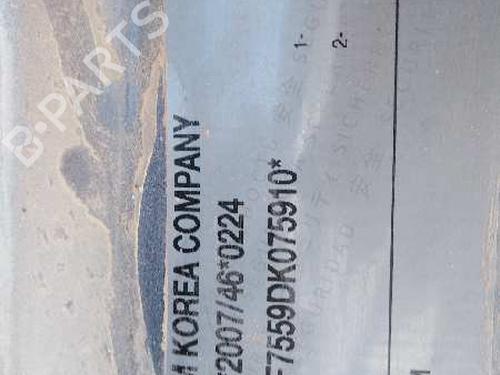 B-PARTS
M KOREA COMPANY
*2007/46*0224
F7559DK075910*
1-
2-